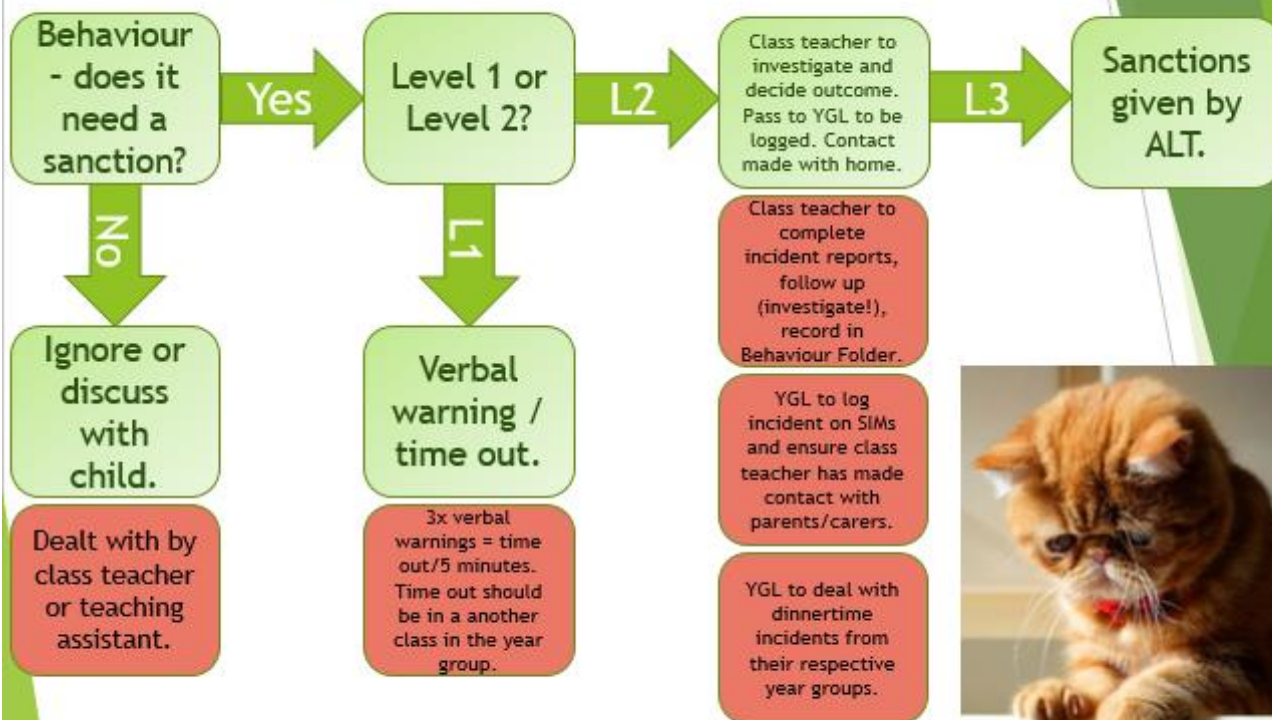 Behaviour
- does it
need a
sanction?
Yes
Level 1 or
Level 2?
L2
Class teacher to
investigate and
decide outcome.
Pass to YGL to be
logged. Contact
made with home.
L3
Sanctions
given by
ALT.
No
L1
Ignore or
discuss
with
child.
Dealt with by
class teacher
or teaching
assistant.
Verbal
warning /
time out.
3x verbal
warnings = time
out/5 minutes.
Time out should
be in a another
class in the year
group.
Class teacher to
complete
incident reports,
follow up
(investigate!),
record in
Behaviour Folder.
YGL to log
incident on SIMs
and ensure class
teacher has made
contact with
parents/carers.
YGL to deal with
dinnertime
incidents from
their respective
year groups.